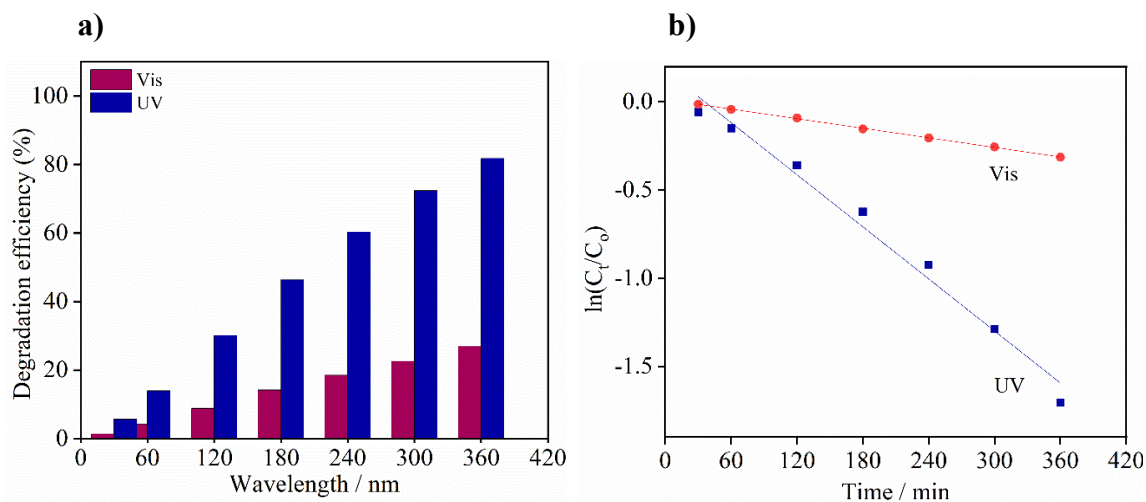 a)
Vis
UV
100
80
60
40
20
0
Degradation efficiency (%)
0 60 120 180 240 300 360 420
Wavelength / nm
b)
0.0
-0.5
-1.0
-1.5
ln(Cₜ/Cₒ)
Vis
UV
0 60 120 180 240 300 360 420
Time / min